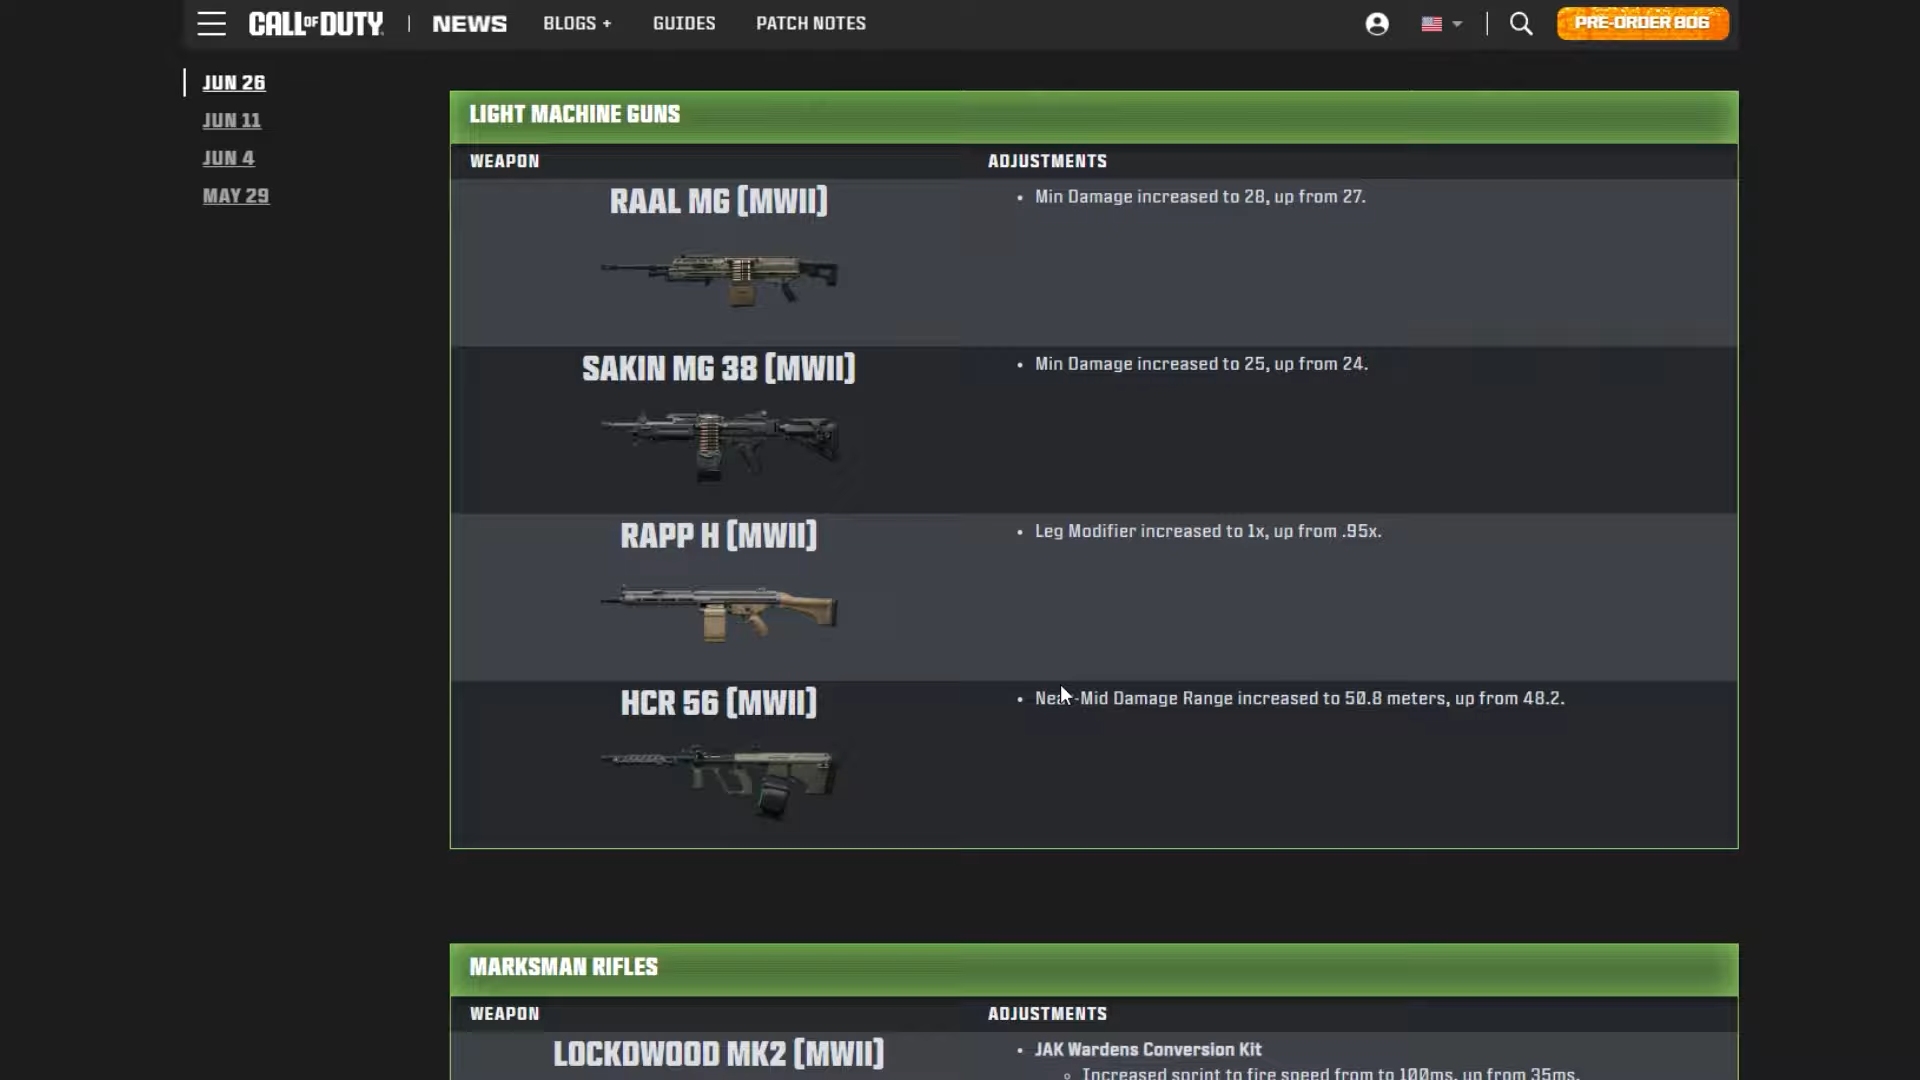 CALL OF DUTY | NEWS BLOGS + GUIDES PATCH NOTES PRE-ORDER BO6
JUN 26
JUN 11
JUN 4
MAY 29
LIGHT MACHINE GUNS
WEAPON ADJUSTMENTS
RAAL MG [MWII]
• Min Damage increased to 28, up from 27.
SAKIN MG 38 [MWII]
• Min Damage increased to 25, up from 24.
RAPP H [MWII]
• Leg Modifier increased to 1x, up from .95x.
HCR 56 [MWII]
• Near-Mid Damage Range increased to 50.8 meters, up from 48.2.
MARKSMAN RIFLES
WEAPON ADJUSTMENTS
LOCKDWOOD MK2 [MWII]
• JAK Wardens Conversion Kit
◦ Increased sprint to fire speed from to 100ms, up from 35ms.